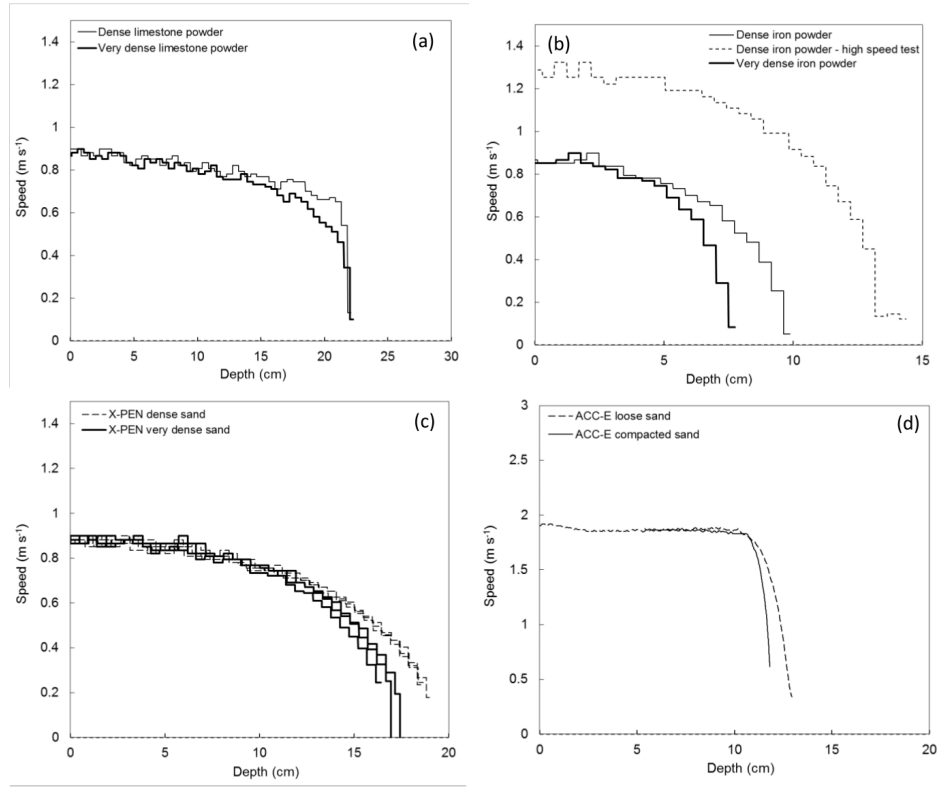 Dense limestone powder
Very dense limestone powder
(a)
1.4
1.2
1
0.8
0.6
0.4
0.2
0
Speed (m s⁻¹)
0 5 10 15 20 25 30
Depth (cm)
(b)
Dense iron powder
Dense iron powder - high speed test
Very dense iron powder
1.4
1.2
1
0.8
0.6
0.4
0.2
0
Speed (m s⁻¹)
0 5 10 15
Depth (cm)
X-PEN dense sand
X-PEN very dense sand
(c)
1.4
1.2
1
0.8
0.6
0.4
0.2
0
Speed (m s⁻¹)
0 5 10 15 20
Depth (cm)
ACC-E loose sand
ACC-E compacted sand
(d)
3
2.5
2
1.5
1
0.5
0
Speed (m s⁻¹)
0 5 10 15 20
Depth (cm)